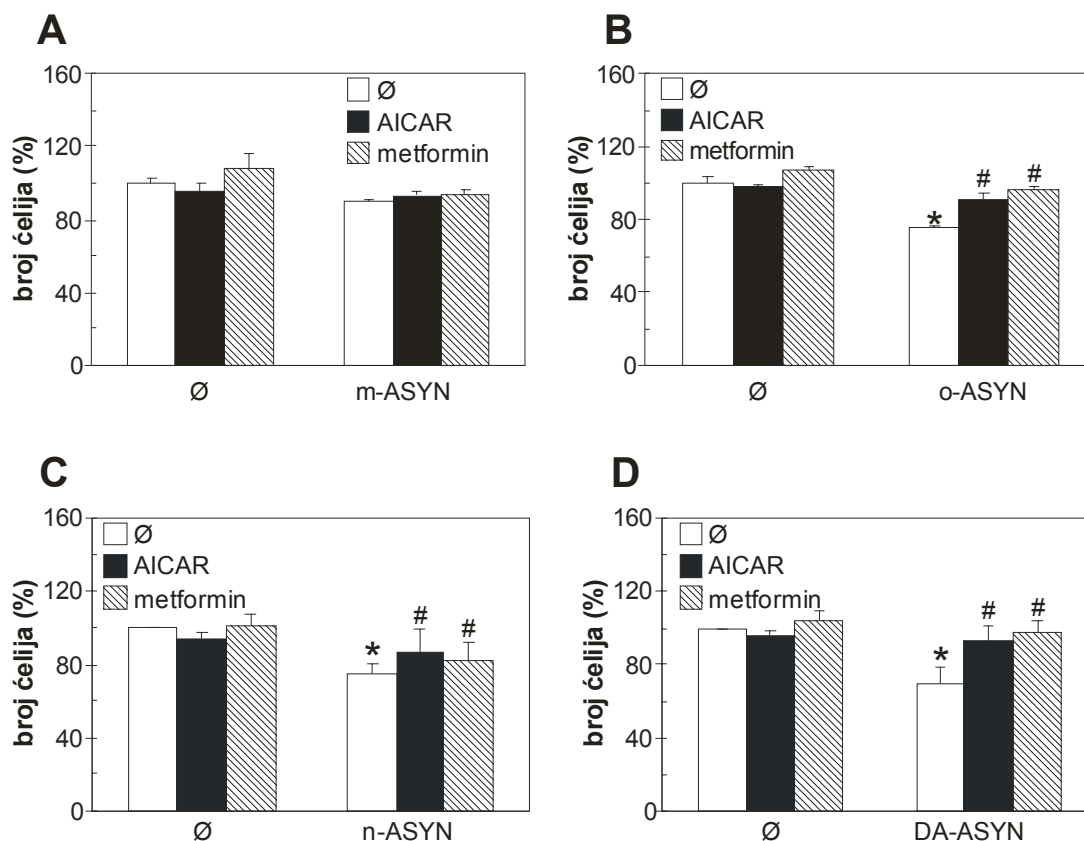 A
broj ćelija (%)
160
120
80
40
0
Ø
AICAR
metformin
Ø
m-ASYN
B
broj ćelija (%)
160
120
80
40
0
Ø
AICAR
metformin
*
#
#
Ø
o-ASYN
C
broj ćelija (%)
160
120
80
40
0
Ø
AICAR
metformin
*
#
#
Ø
n-ASYN
D
broj ćelija (%)
160
120
80
40
0
Ø
AICAR
metformin
*
#
#
Ø
DA-ASYN